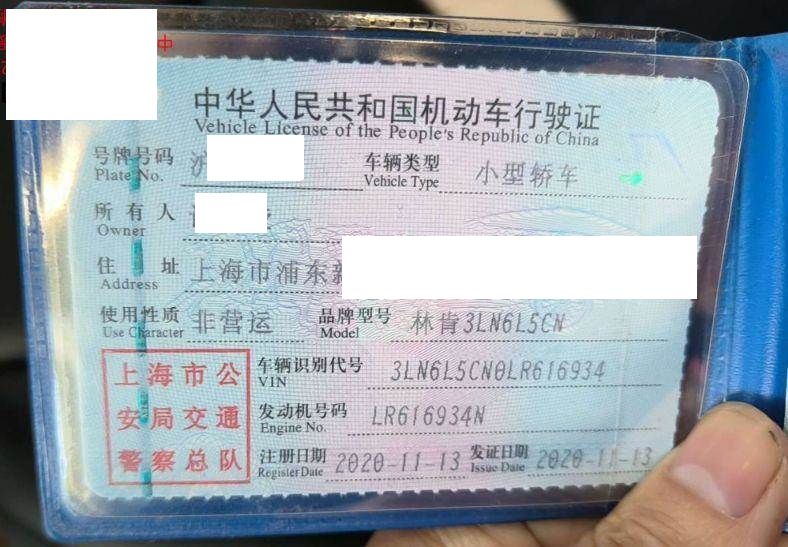 中
中华人民共和国机动车行驶证
Vehicle License of the People's Republic of China
号牌号码 沪 车辆类型 小型轿车
Plate No. Vehicle Type
所有人
Owner
住址 上海市浦东新
Address
使用性质 非营运 品牌型号 林肯3LN6L5CN
Use Character Model
上海市公 车辆识别代号 3LN6L5CN0LR616934
VIN
安局交通 发动机号码 LR616934N
Engine No.
警察总队 注册日期 2020-11-13 发证日期 2020-11-13
Register Date Issue Date